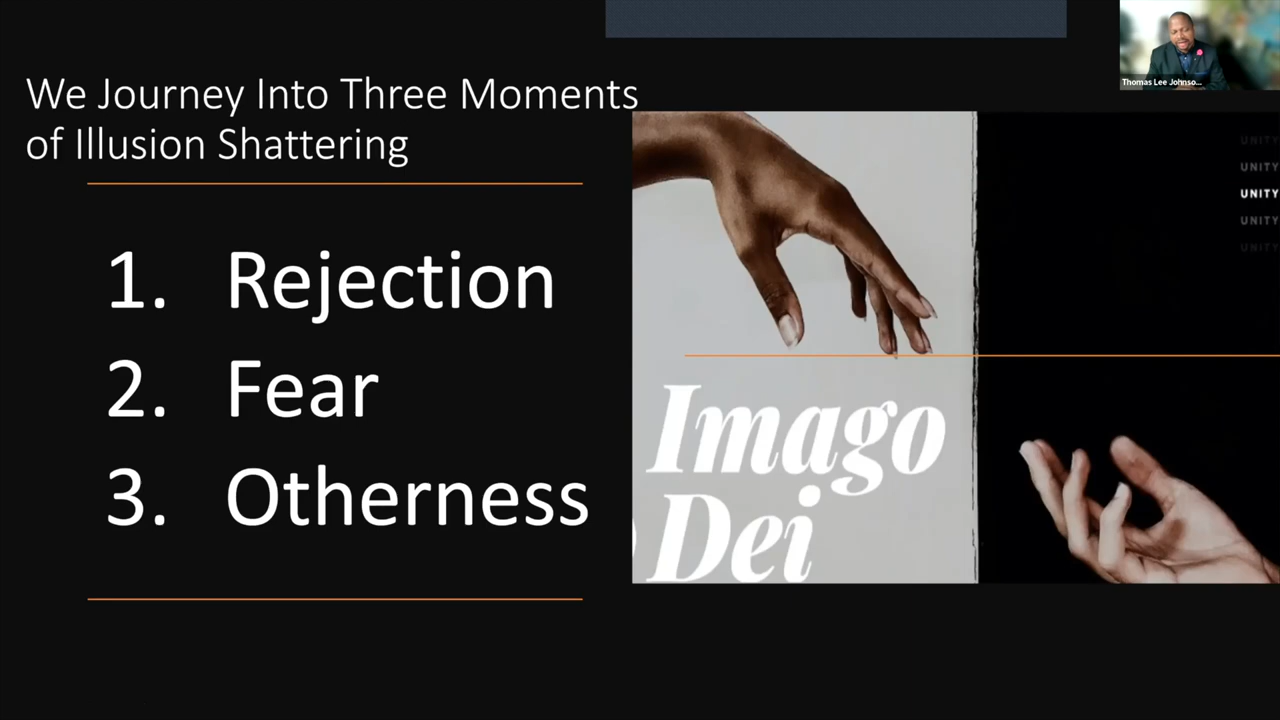 We Journey Into Three Moments
of Illusion Shattering
1. Rejection
2. Fear
3. Otherness
Imago
Dei
UNITY
UNITY
UNITY
UNITY
UNITY
Thomas Lee Johnso...